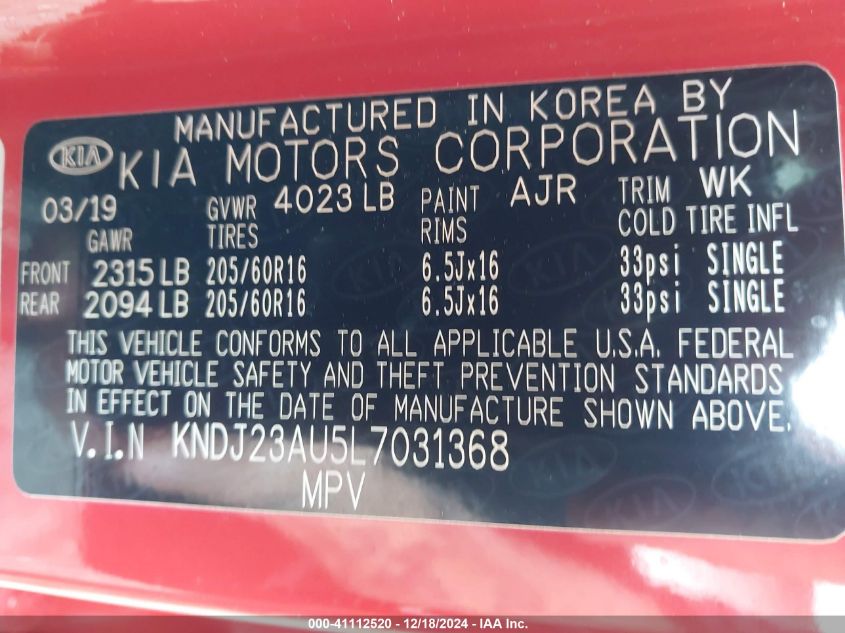 MANUFACTURED IN KOREA BY
KIA KIA MOTORS CORPORATION
03/19 GVWR 4023 LB PAINT AJR TRIM WK
GAWR TIRES RIMS COLD TIRE INFL
FRONT 2315 LB 205/60R16 6.5Jx16 33psi SINGLE
REAR 2094 LB 205/60R16 6.5Jx16 33psi SINGLE
THIS VEHICLE CONFORMS TO ALL APPLICABLE U.S.A. FEDERAL
MOTOR VEHICLE SAFETY AND THEFT PREVENTION STANDARDS
IN EFFECT ON THE DATE OF MANUFACTURE SHOWN ABOVE.
V.I.N KNDJ23AU5L7031368
MPV
000-41112520 - 12/18/2024 - IAA Inc.